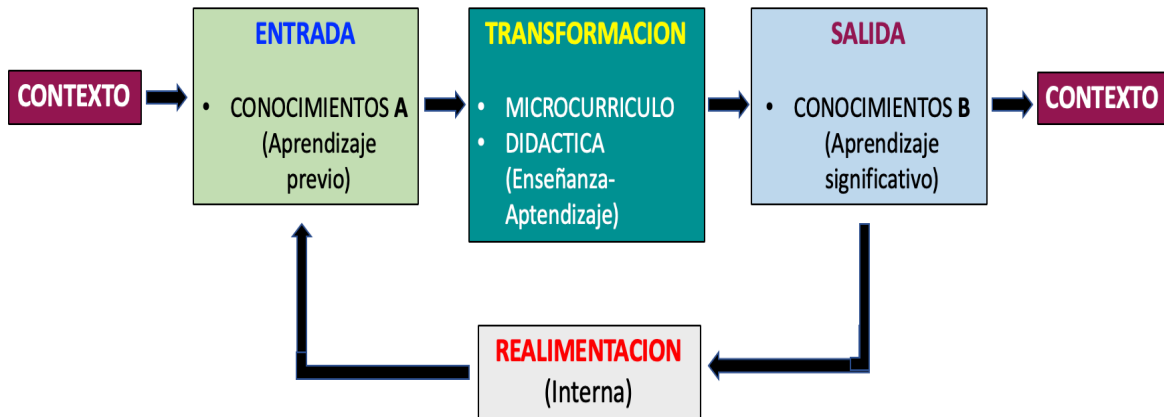 CONTEXTO
ENTRADA
• CONOCIMIENTOS A
(Aprendizaje
previo)
TRANSFORMACION
• MICROCURRICULO
• DIDACTICA
(Enseñanza-
Aptendizaje)
SALIDA
• CONOCIMIENTOS B
(Aprendizaje
significativo)
CONTEXTO
REALIMENTACION
(Interna)